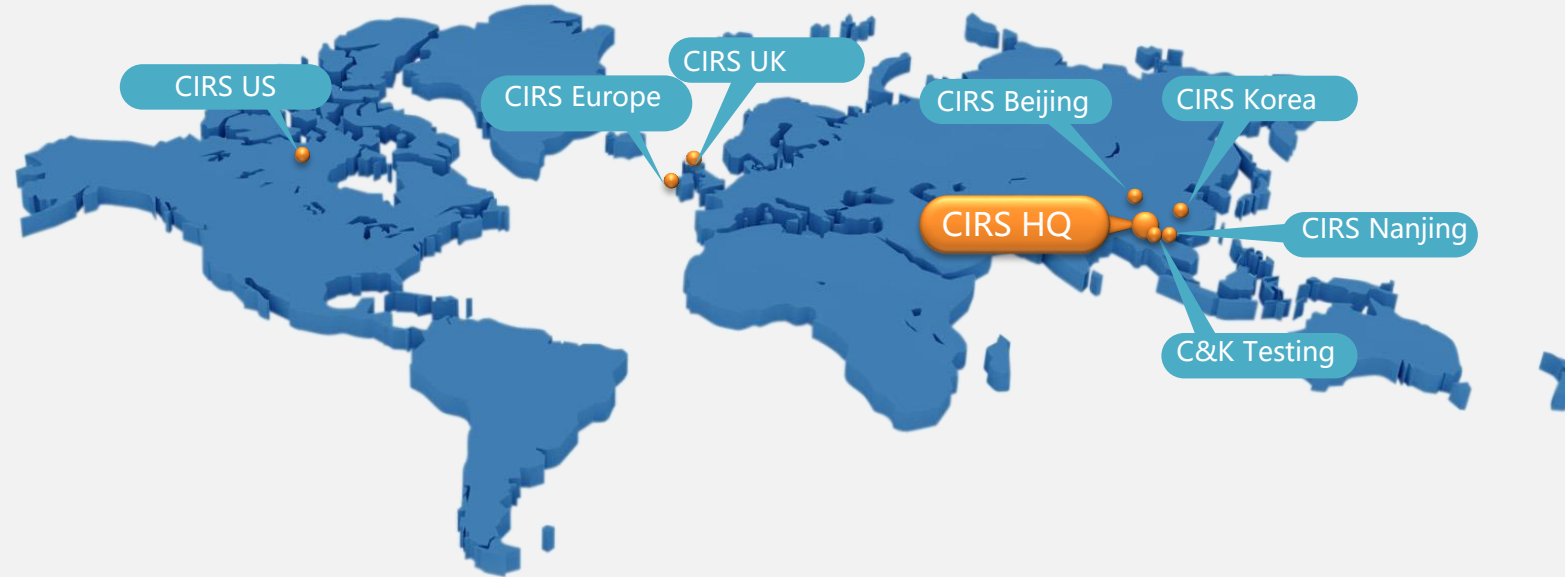 CIRS UK
CIRS US
CIRS Europe
CIRS Beijing
CIRS Korea
CIRS HQ
CIRS Nanjing
C&K Testing